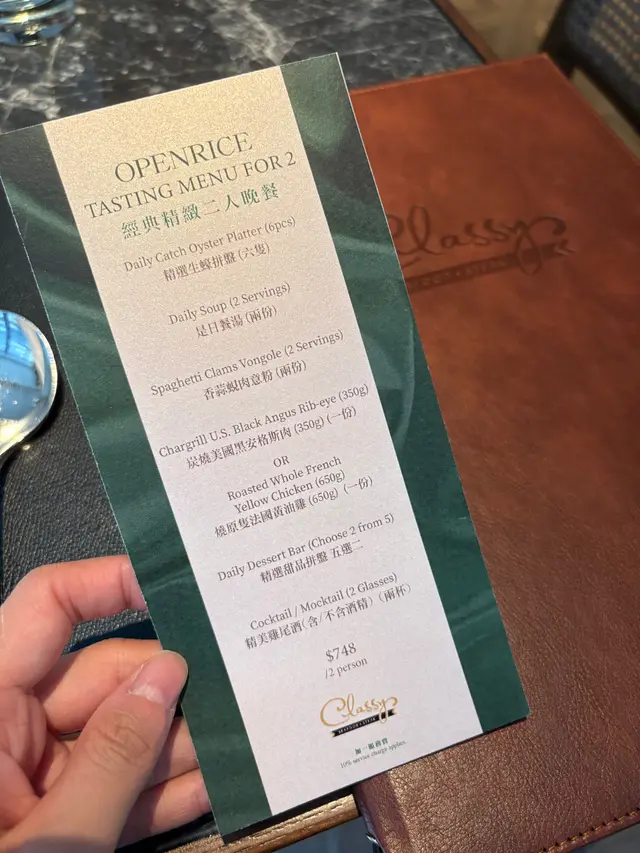 OPENRICE
TASTING MENU FOR 2
經典精緻二人晚餐
Daily Catch Oyster Platter (6pcs)
精選生蠔拼盤 (六隻)
Daily Soup (2 Servings)
是日餐湯 (兩份)
Spaghetti Clams Vongole (2 Servings)
香蒜蜆肉意粉 (兩份)
Chargrill U.S. Black Angus Rib-eye (350g)
炭燒美國黑安格斯肉 (350g) (一份)
OR
Roasted Whole French
Yellow Chicken (650g)
燒原隻法國黃油雞 (650g) (一份)
Daily Dessert Bar (Choose 2 from 5)
精選甜品拼盤 五選二
Cocktail / Mocktail (2 Glasses)
精美雞尾酒(含/不含酒精) (兩杯)
$748
/2 person
Classy
加一服務費
10% service charge applies.
Classy